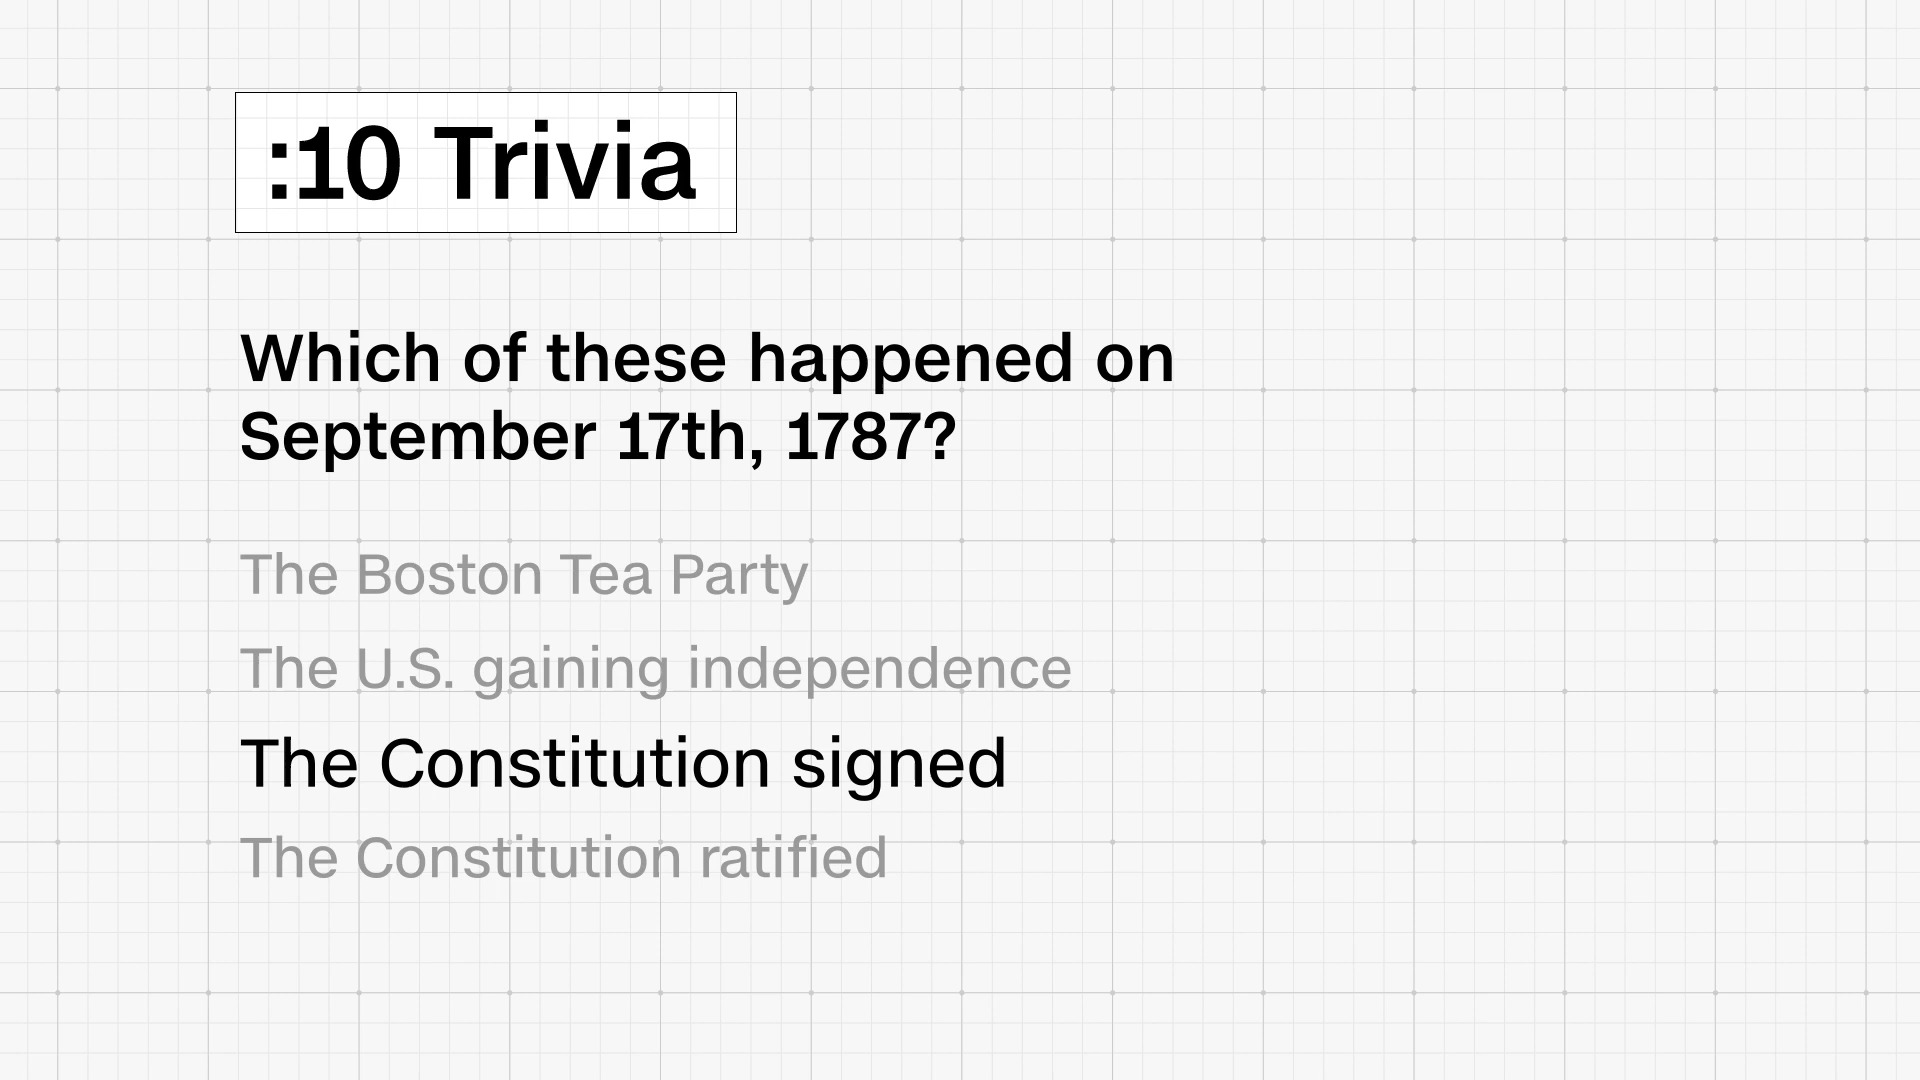 :10 Trivia
Which of these happened on
September 17th, 1787?
The Boston Tea Party
The U.S. gaining independence
The Constitution signed
The Constitution ratified